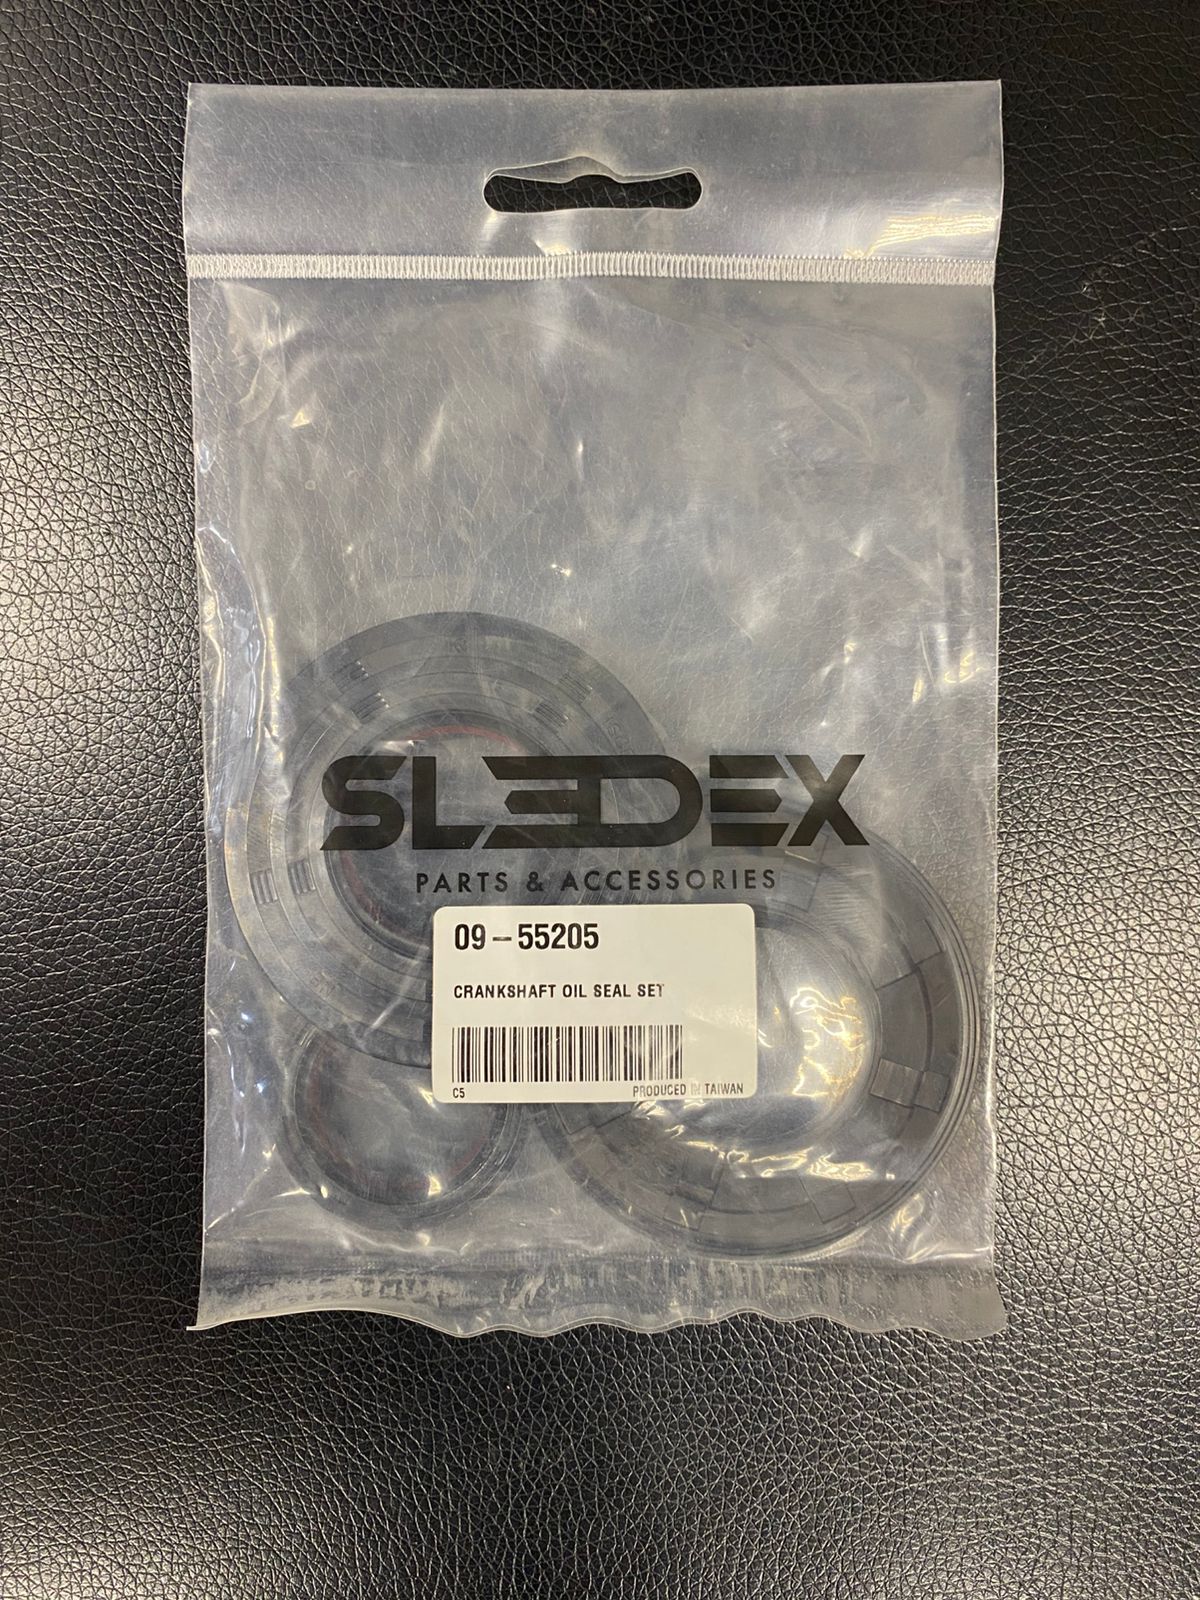 SLEDEX
PARTS & ACCESSORIES
09-55205
CRANKSHAFT OIL SEAL SET
C5 PRODUCED IN TAIWAN